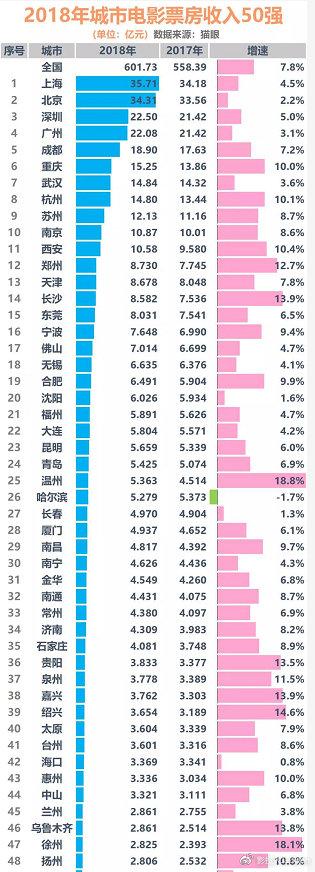 2018年城市电影票房收入50强
(单位：亿元) 数据来源：猫眼
序号 城市 2018年 2017年 增速
全国 601.73 558.39 7.8%
1 上海 35.71 34.18 4.5%
2 北京 34.31 33.56 2.2%
3 深圳 22.50 21.42 5.0%
4 广州 22.08 21.42 3.1%
5 成都 18.90 17.63 7.2%
6 重庆 15.25 13.86 10.0%
7 武汉 14.84 14.32 3.6%
8 杭州 14.80 13.44 10.1%
9 苏州 12.13 11.16 8.7%
10 南京 10.87 10.01 8.6%
11 西安 10.58 9.580 10.4%
12 郑州 8.730 7.745 12.7%
13 天津 8.678 8.048 7.8%
14 长沙 8.582 7.536 13.9%
15 东莞 8.031 7.541 6.5%
16 宁波 7.648 6.990 9.4%
17 佛山 7.014 6.699 4.7%
18 无锡 6.635 6.376 4.1%
19 合肥 6.491 5.904 9.9%
20 沈阳 6.026 5.934 1.6%
21 福州 5.891 5.626 4.7%
22 大连 5.804 5.571 4.2%
23 昆明 5.659 5.339 6.0%
24 青岛 5.425 5.074 6.9%
25 温州 5.363 4.514 18.8%
26 哈尔滨 5.279 5.373 -1.7%
27 长春 4.970 4.904 1.3%
28 厦门 4.937 4.652 6.1%
29 南昌 4.817 4.392 9.7%
30 南宁 4.626 4.436 4.3%
31 金华 4.549 4.260 6.8%
32 南通 4.431 4.075 8.7%
33 常州 4.380 4.097 6.9%
34 济南 4.309 3.983 8.2%
35 石家庄 4.081 3.748 8.9%
36 贵阳 3.833 3.377 13.5%
37 泉州 3.778 3.389 11.5%
38 嘉兴 3.762 3.303 13.9%
39 绍兴 3.654 3.189 14.6%
40 太原 3.604 3.339 7.9%
41 台州 3.601 3.316 8.6%
42 海口 3.369 3.341 0.8%
43 惠州 3.336 3.034 10.0%
44 中山 3.321 3.111 6.8%
45 兰州 2.861 2.755 3.8%
46 乌鲁木齐 2.861 2.514 13.8%
47 徐州 2.825 2.393 18.1%
48 扬州 2.806 2.532 10.8%